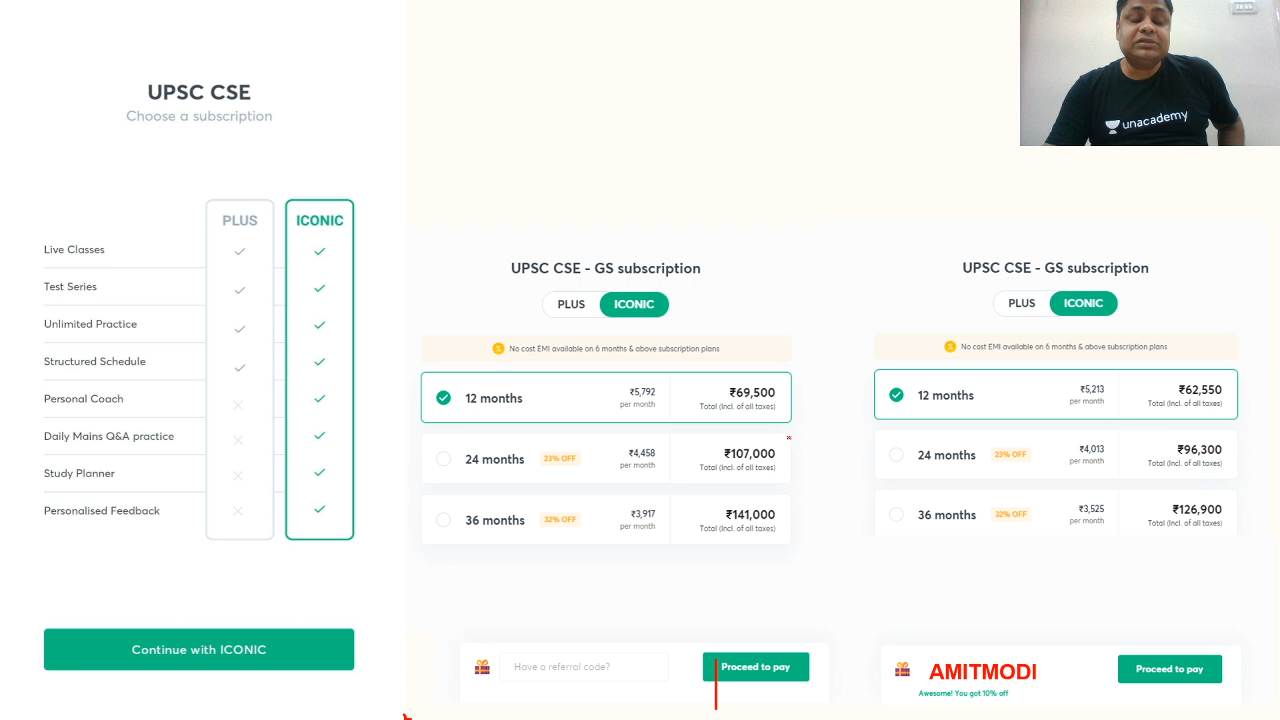 UPSC CSE
Choose a subscription
PLUS
ICONIC
Live Classes
Test Series
Unlimited Practice
Structured Schedule
Personal Coach
Daily Mains Q&A practice
Study Planner
Personalised Feedback
Continue with ICONIC
UPSC CSE - GS subscription
PLUS ICONIC
No cost EMI available on 6 months & above subscription plans
12 months ₹5,792 per month ₹69,500 Total (Incl. of all taxes)
24 months 23% OFF ₹4,458 per month ₹107,000 Total (Incl. of all taxes)
36 months 32% OFF ₹3,917 per month ₹141,000 Total (Incl. of all taxes)
Have a referral code? Proceed to pay
unacademy
UPSC CSE - GS subscription
PLUS ICONIC
No cost EMI available on 6 months & above subscription plans
12 months ₹5,213 per month ₹62,550 Total (Incl. of all taxes)
24 months 23% OFF ₹4,013 per month ₹96,300 Total (Incl. of all taxes)
36 months 32% OFF ₹3,525 per month ₹126,900 Total (Incl. of all taxes)
AMITMODI Proceed to pay
Awesome! You got 10% off